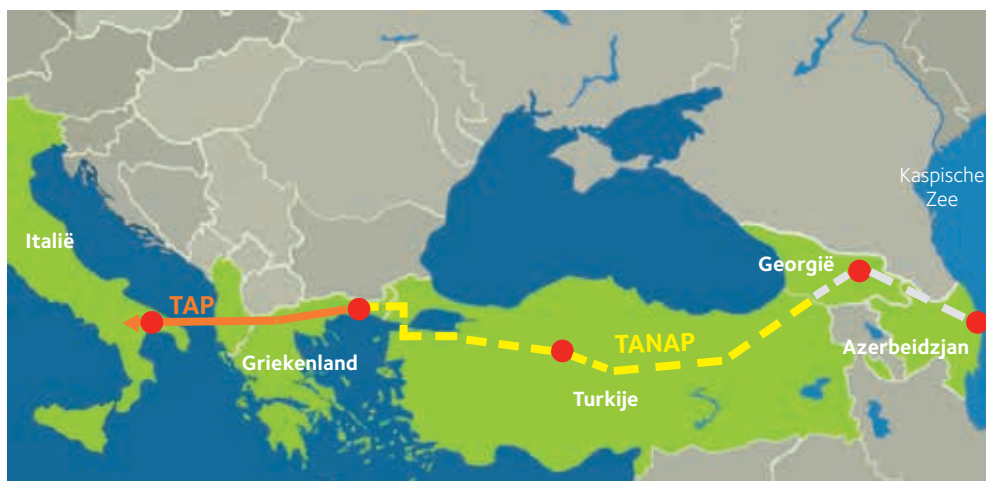 Kaspische
Zee
Italië
Georgië
TAP
TANAP
Azerbeidzjan
Griekenland
Turkije